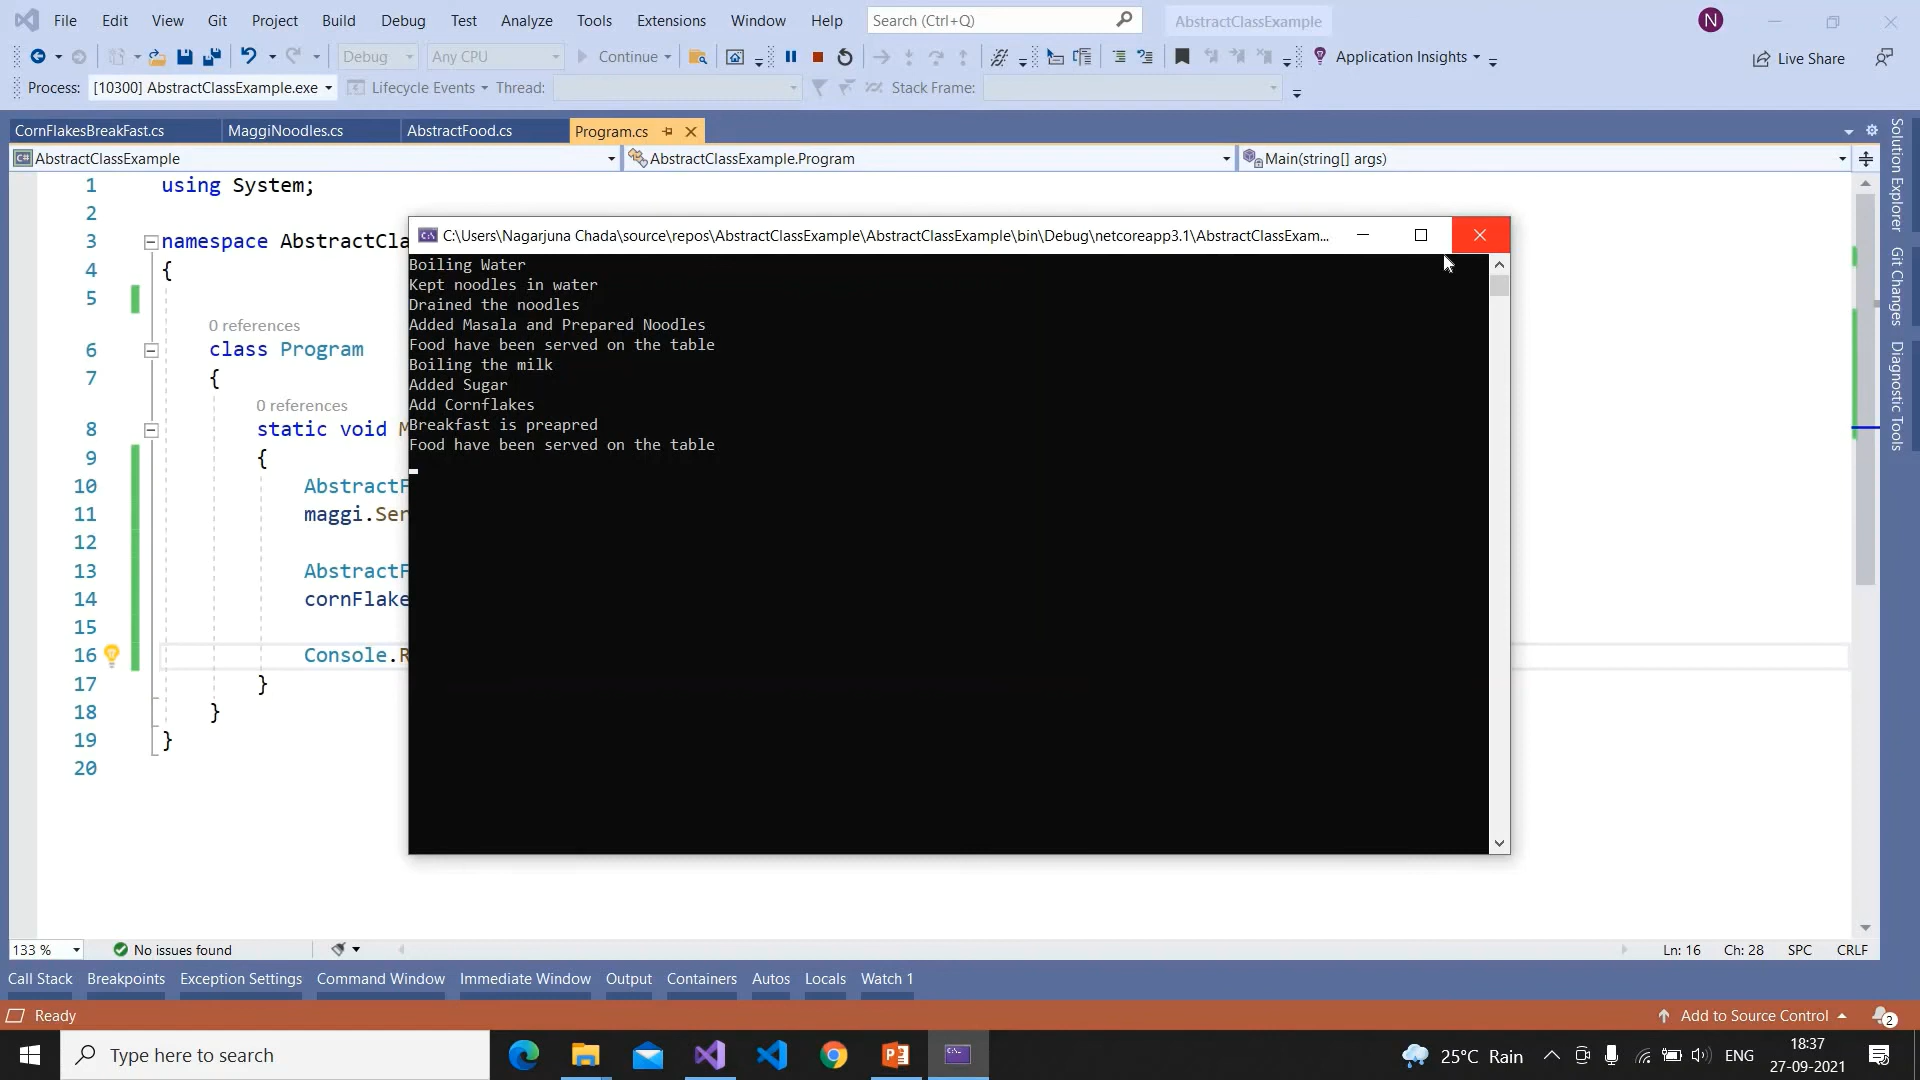 File Edit View Git Project Build Debug Test Analyze Tools Extensions Window Help Search (Ctrl+Q) AbstractClassExample N
Debug Any CPU Continue Application Insights Live Share
Process: [10300] AbstractClassExample.exe Lifecycle Events Thread: Stack Frame:
CornFlakesBreakFast.cs MaggiNoodles.cs AbstractFood.cs Program.cs
C# AbstractClassExample AbstractClassExample.Program Main(string[] args)
1 using System;
2
3 namespace AbstractCla
4 {
5
0 references
6 class Program
7 {
0 references
8 static void M
9 {
10 AbstractF
11 maggi.Ser
12
13 AbstractF
14 cornFlake
15
16 Console.R
17 }
18 }
19 }
20
C:\Users\Nagarjuna Chada\source\repos\AbstractClassExample\AbstractClassExample\bin\Debug\netcoreapp3.1\AbstractClassExam...
Boiling Water
Kept noodles in water
Drained the noodles
Added Masala and Prepared Noodles
Food have been served on the table
Boiling the milk
Added Sugar
Add Cornflakes
Breakfast is preapred
Food have been served on the table
Solution Explorer
Git Changes
Diagnostic Tools
133 % No issues found Ln: 16 Ch: 28 SPC CRLF
Call Stack Breakpoints Exception Settings Command Window Immediate Window Output Containers Autos Locals Watch 1
Ready Add to Source Control 2
Type here to search 25°C Rain ENG 18:37
27-09-2021